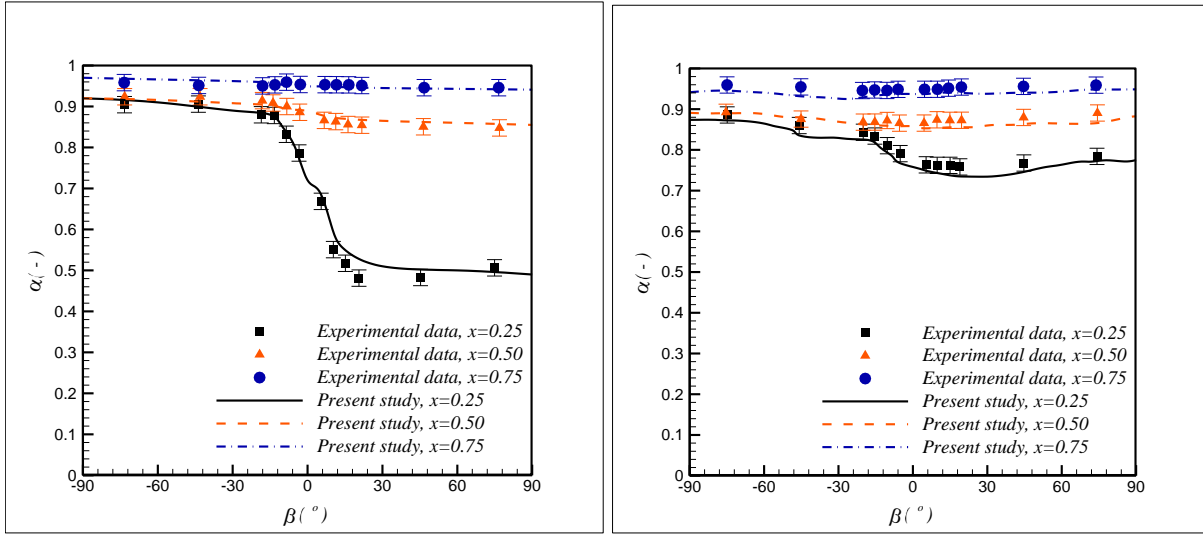 α(-)
1
0.9
0.8
0.7
0.6
0.5
0.4
0.3
0.2
0.1
0
-90
-60
-30
0
30
60
90
β(°)
Experimental data, x=0.25
Experimental data, x=0.50
Experimental data, x=0.75
Present study, x=0.25
Present study, x=0.50
Present study, x=0.75
α(-)
1
0.9
0.8
0.7
0.6
0.5
0.4
0.3
0.2
0.1
0
-90
-60
-30
0
30
60
90
β(°)
Experimental data, x=0.25
Experimental data, x=0.50
Experimental data, x=0.75
Present study, x=0.25
Present study, x=0.50
Present study, x=0.75